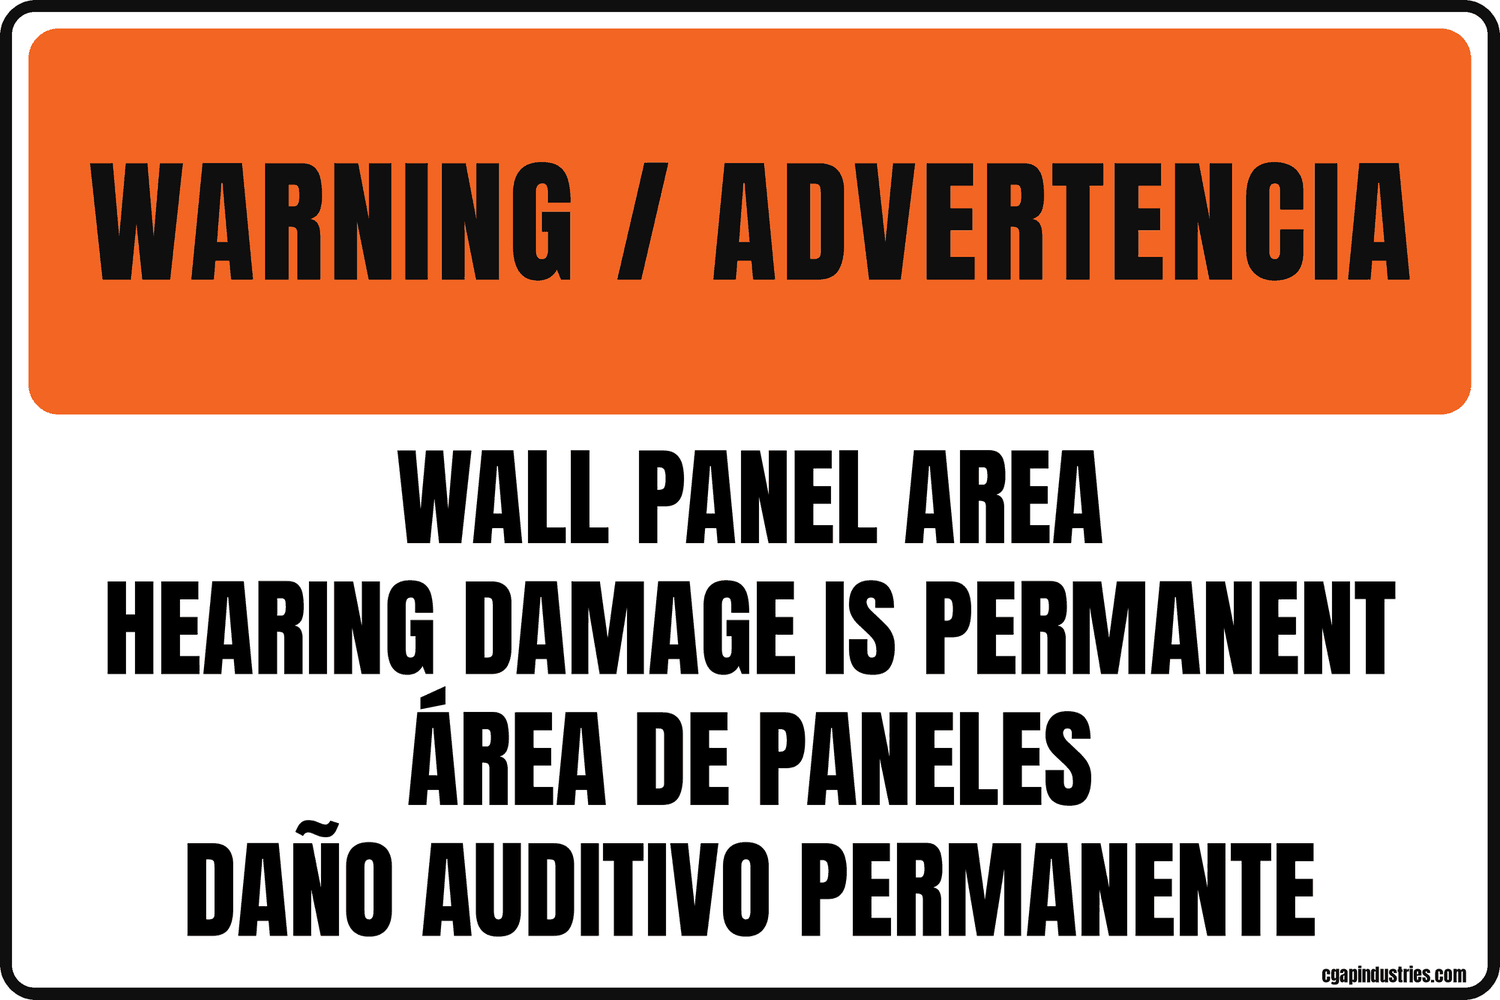 WARNING / ADVERTENCIA
WALL PANEL AREA
HEARING DAMAGE IS PERMANENT
ÁREA DE PANELES
DAÑO AUDITIVO PERMANENTE
cgapindustries.com